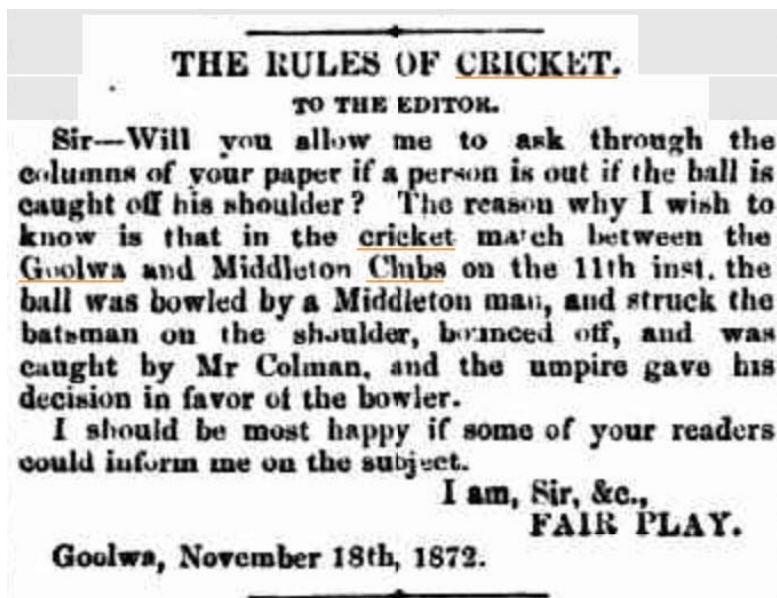 THE RULES OF CRICKET.
TO THE EDITOR.
Sir—Will you allow me to ask through the
columns of your paper if a person is out if the ball is
caught off his shoulder? The reason why I wish to
know is that in the cricket match between the
Goolwa and Middleton Clubs on the 11th inst. the
ball was bowled by a Middleton man, and struck the
batsman on the shoulder, bounced off, and was
caught by Mr Colman, and the umpire gave his
decision in favor of the bowler.
I should be most happy if some of your readers
could inform me on the subject.
I am, Sir, &c.,
FAIR PLAY.
Goolwa, November 18th, 1872.